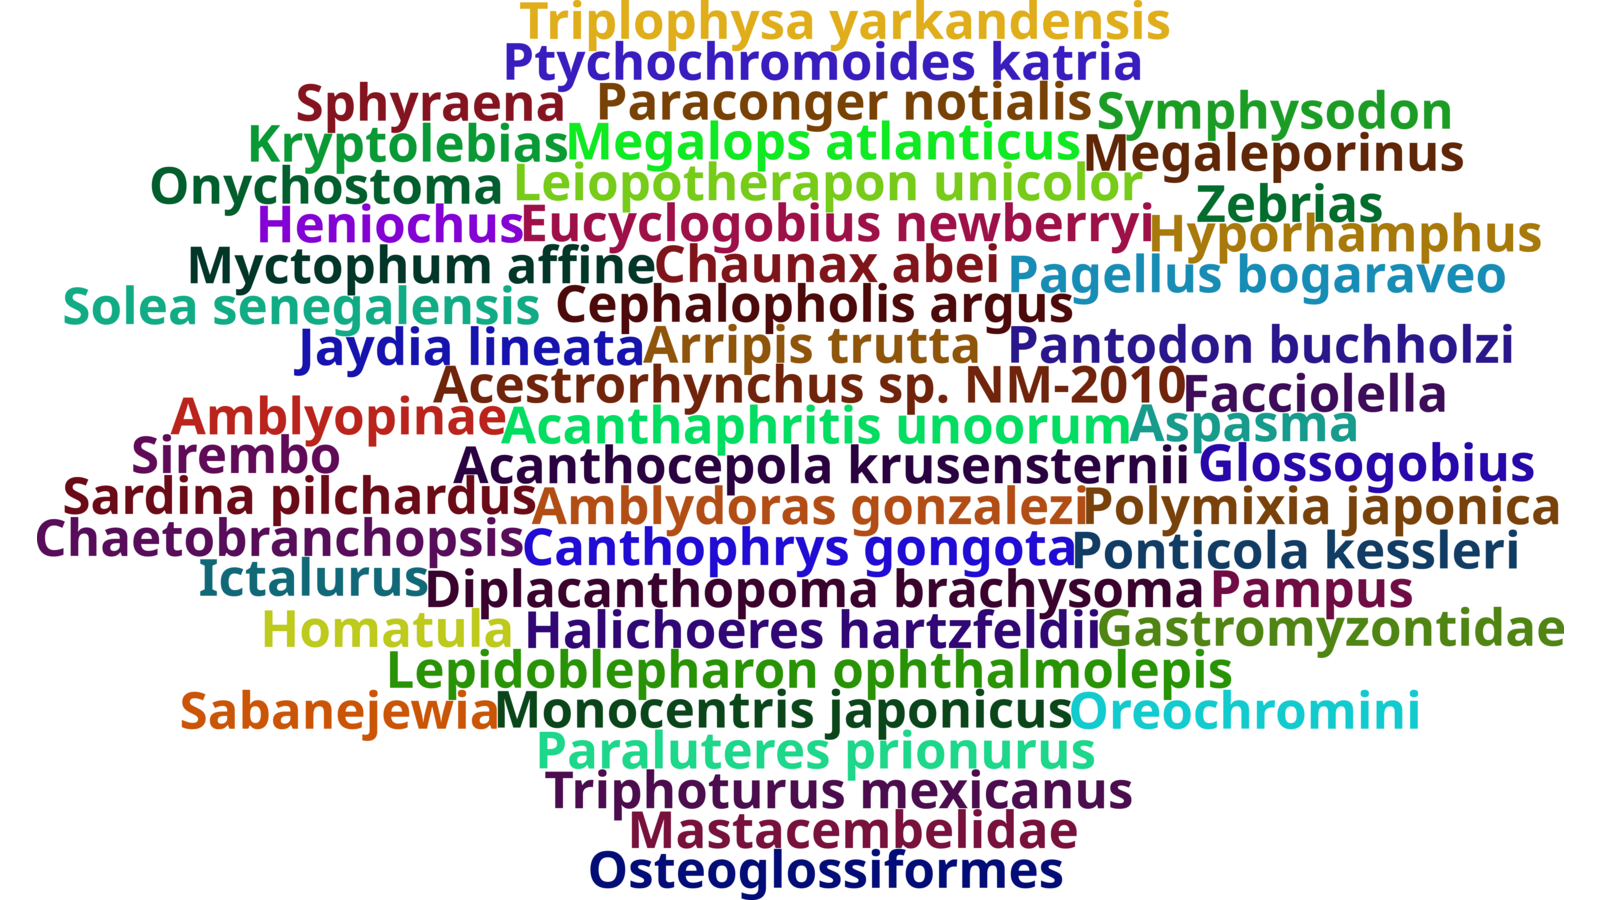 Triplophysa yarkandensis
Ptychochromoides katria
Sphyraena
Paraconger notialis
Symphysodon
Kryptolebias
Megalops atlanticus
Megaleporinus
Onychostoma
Leiopotherapon unicolor
Zebrias
Heniochus
Eucyclogobius newberryi
Hyporhamphus
Myctophum affine
Chaunax abei
Pagellus bogaraveo
Solea senegalensis
Cephalopholis argus
Jaydia lineata
Arripis trutta
Pantodon buchholzi
Acestrorhynchus sp. NM-2010
Facciolella
Amblyopinae
Acanthaphritis unoorum
Aspasma
Sirembo
Acanthocepola krusensternii
Glossogobius
Sardina pilchardus
Amblydoras gonzalezi
Polymixia japonica
Chaetobranchopsis
Canthophrys gongota
Ponticola kessleri
Ictalurus
Diplacanthopoma brachysoma
Pampus
Homatula
Halichoeres hartzfeldii
Gastromyzontidae
Lepidoblepharon ophthalmolepis
Sabanejewia
Monocentris japonicus
Oreochromini
Paraluteres prionurus
Triphoturus mexicanus
Mastacembelidae
Osteoglossiformes